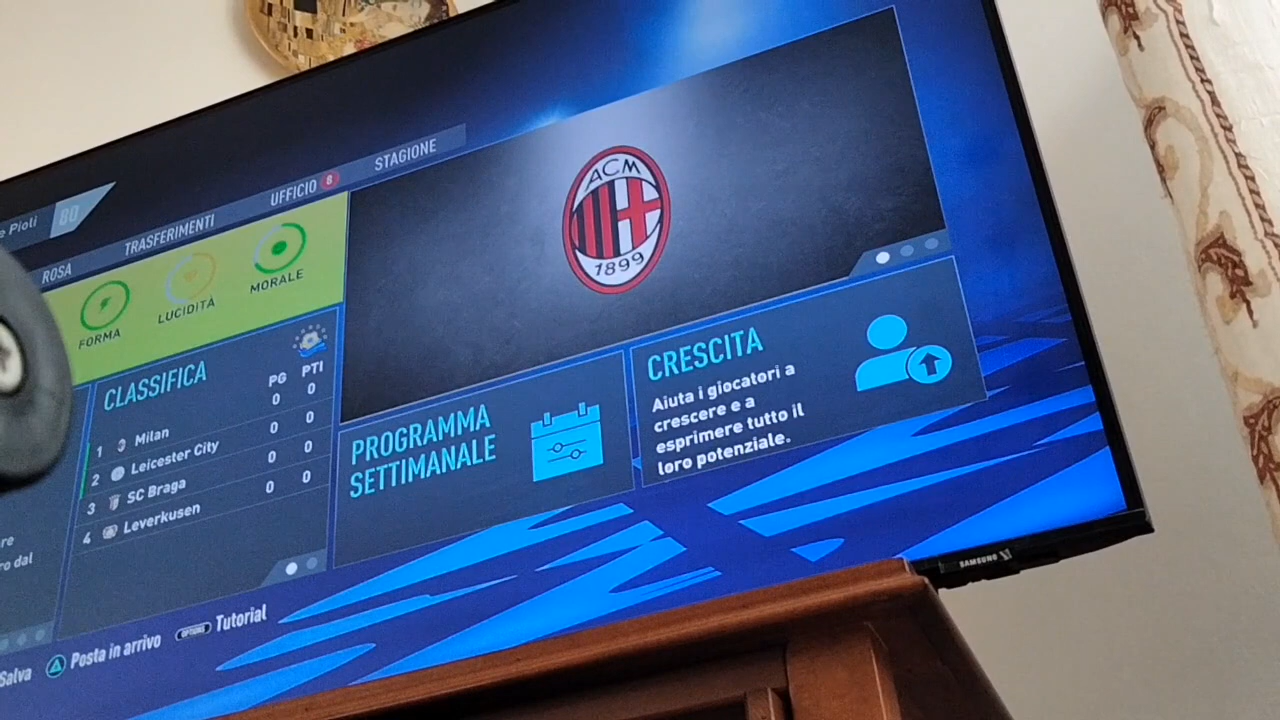 e Pioli 80
ROSA TRASFERIMENTI UFFICIO 8 STAGIONE
FORMA LUCIDITÀ MORALE
ACM
1899
CLASSIFICA PG PTI
0 0
1 Milan 0 0
2 Leicester City 0 0
3 SC Braga 0 0
4 Leverkusen
PROGRAMMA
SETTIMANALE
CRESCITA
Aiuta i giocatori a
crescere e a
esprimere tutto il
loro potenziale.
re
ro dal
Salva Posta in arrivo OPTIONS Tutorial
SAMSUNG